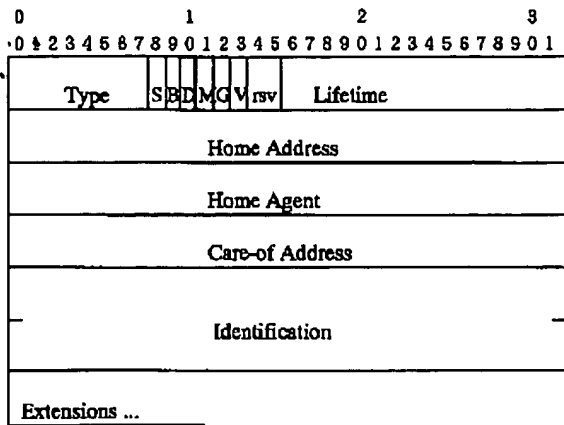 0 1 2 3
0 1 2 3 4 5 6 7 8 9 0 1 2 3 4 5 6 7 8 9 0 1 2 3 4 5 6 7 8 9 0 1
Type S B D M G V rsv Lifetime
Home Address
Home Agent
Care-of Address
Identification
Extensions ...